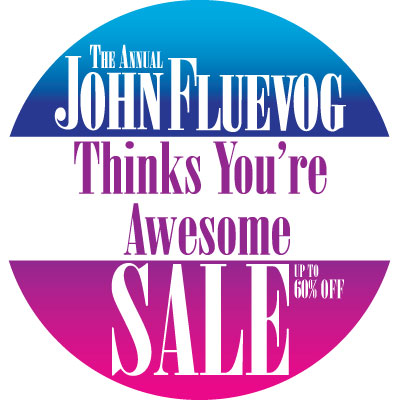 The Annual
John Fluevog
Thinks You're
Awesome
SALE
UP TO
60% OFF